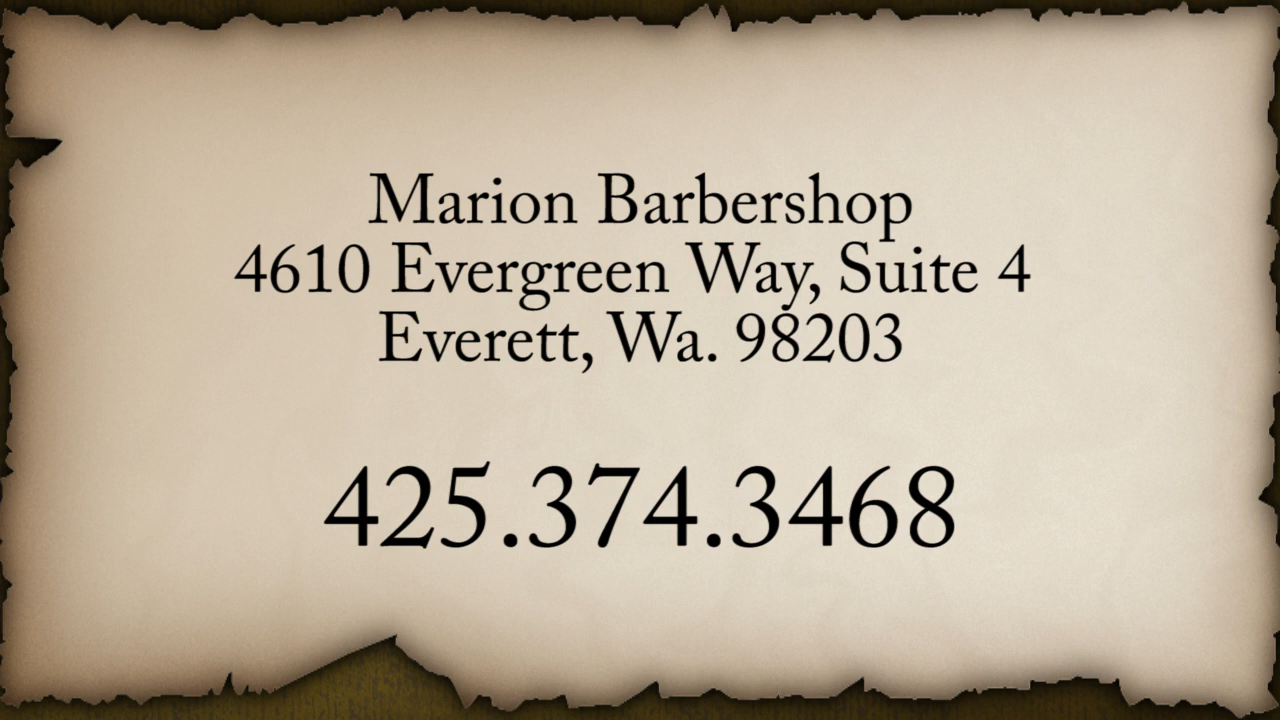 Marion Barbershop
4610 Evergreen Way, Suite 4
Everett, Wa. 98203
425.374.3468